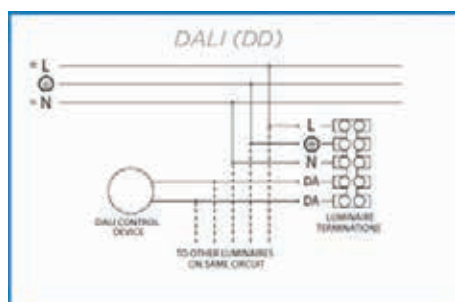 DALI (DD)
L
N
L
N
DA
DA
DALI CONTROL
DEVICE
LUMINAIRE
TERMINATIONS
TO OTHER LUMINAIRES
ON SAME CIRCUIT